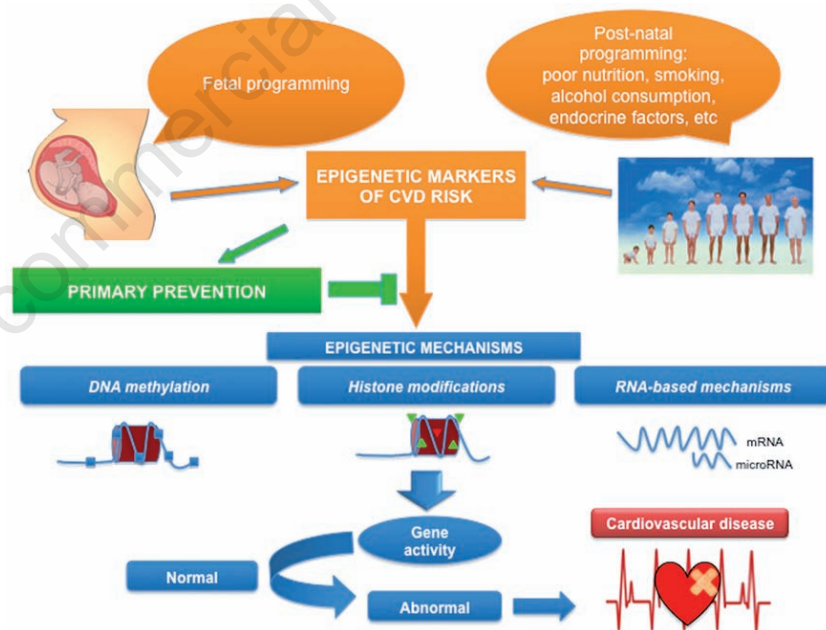 commercial
Fetal programming
Post-natal
programming:
poor nutrition, smoking,
alcohol consumption,
endocrine factors, etc
EPIGENETIC MARKERS
OF CVD RISK
PRIMARY PREVENTION
EPIGENETIC MECHANISMS
DNA methylation
Histone modifications
RNA-based mechanisms
mRNA
microRNA
Gene
activity
Cardiovascular disease
Normal
Abnormal